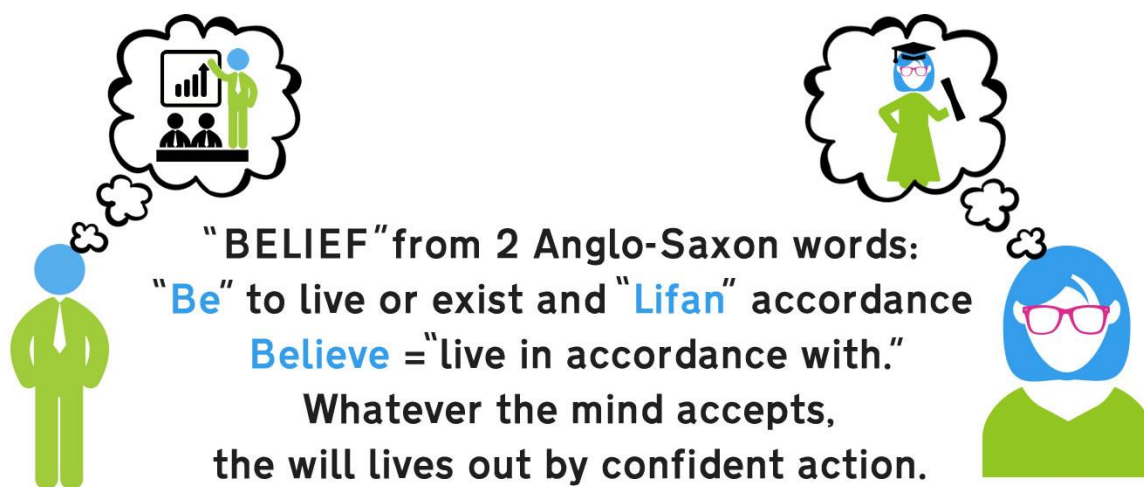 “BELIEF”from 2 Anglo-Saxon words:
“Be” to live or exist and “Lifan” accordance
Believe =“live in accordance with.”
Whatever the mind accepts,
the will lives out by confident action.